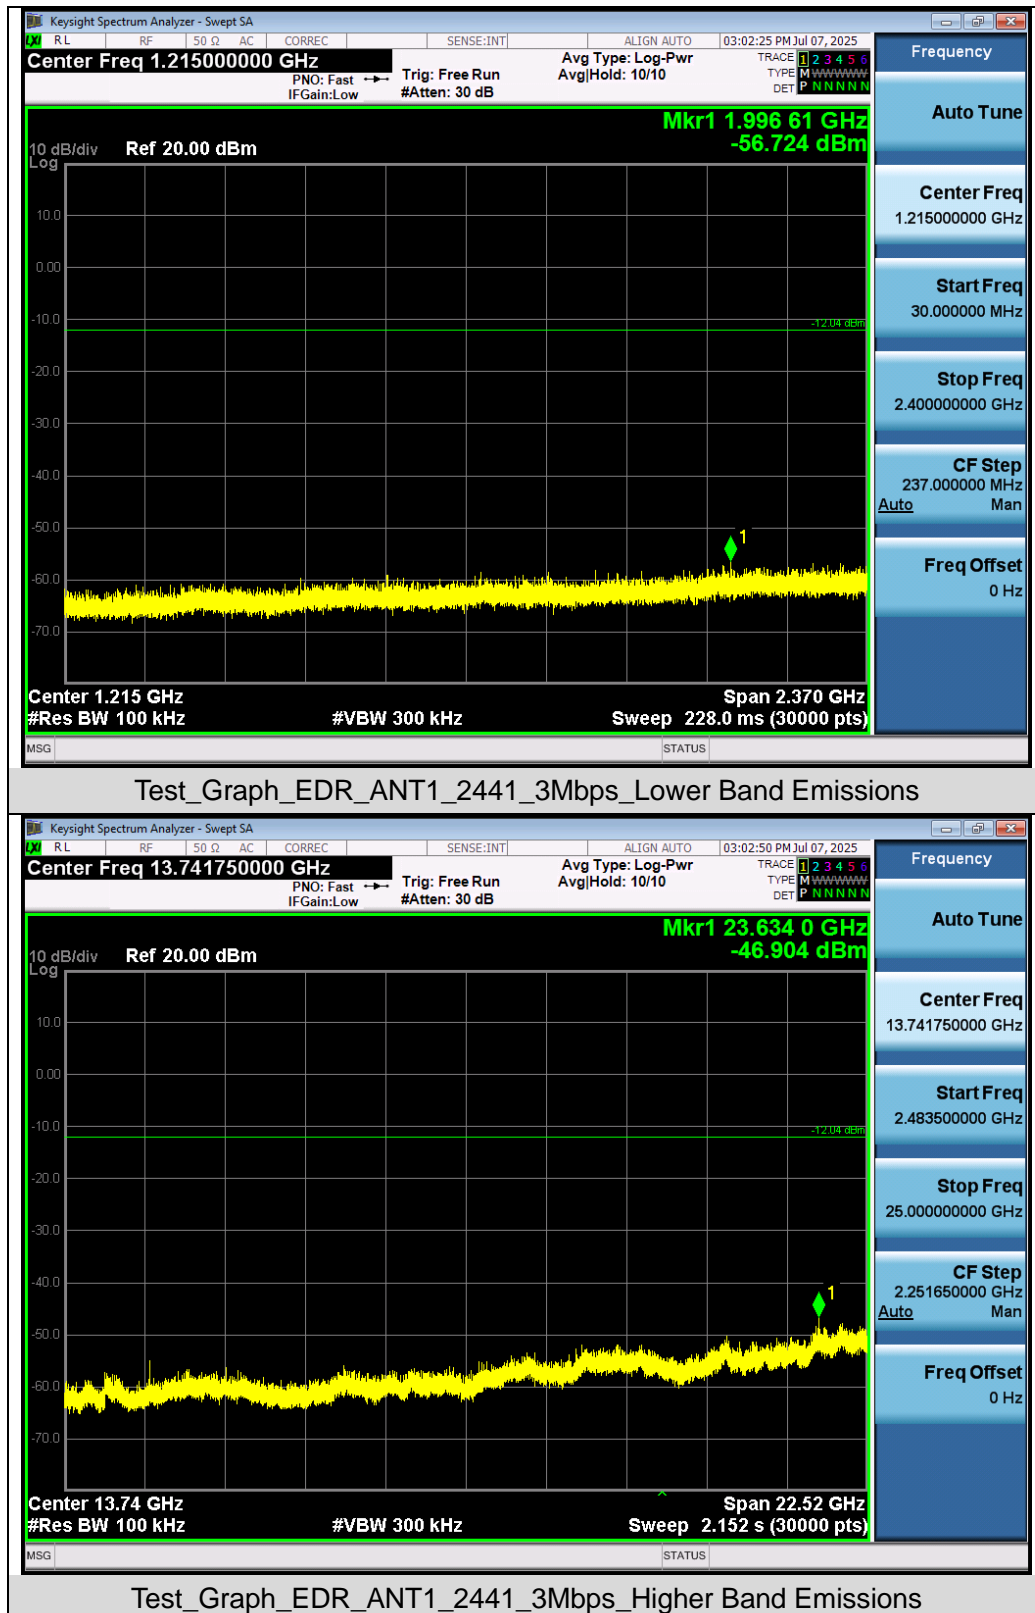 Keysight Spectrum Analyzer - Swept SA
LXI RL RF 50 Ω AC CORREC SENSE:INT ALIGN AUTO 03:02:25 PM Jul 07, 2025
Center Freq 1.215000000 GHz
PNO: Fast
IFGain:Low
Trig: Free Run
#Atten: 30 dB
Avg Type: Log-Pwr
Avg|Hold: 10/10
TRACE 1 2 3 4 5 6
TYPE M WWWWW
DET P N N N N N
Frequency
Auto Tune
Center Freq
1.215000000 GHz
Start Freq
30.000000 MHz
Stop Freq
2.400000000 GHz
CF Step
237.000000 MHz
Auto Man
Freq Offset
0 Hz
Mkr1 1.996 61 GHz
-56.724 dBm
10 dB/div Ref 20.00 dBm
Log
10.0
0.00
-10.0
-12.04 dBm
-20.0
-30.0
-40.0
-50.0
1
-60.0
-70.0
Center 1.215 GHz Span 2.370 GHz
#Res BW 100 kHz #VBW 300 kHz Sweep 228.0 ms (30000 pts)
MSG STATUS
Test_Graph_EDR_ANT1_2441_3Mbps_Lower Band Emissions
Keysight Spectrum Analyzer - Swept SA
LXI RL RF 50 Ω AC CORREC SENSE:INT ALIGN AUTO 03:02:50 PM Jul 07, 2025
Center Freq 13.741750000 GHz
PNO: Fast
IFGain:Low
Trig: Free Run
#Atten: 30 dB
Avg Type: Log-Pwr
Avg|Hold: 10/10
TRACE 1 2 3 4 5 6
TYPE M WWWWW
DET P N N N N N
Frequency
Auto Tune
Center Freq
13.741750000 GHz
Start Freq
2.483500000 GHz
Stop Freq
25.000000000 GHz
CF Step
2.251650000 GHz
Auto Man
Freq Offset
0 Hz
Mkr1 23.634 0 GHz
-46.904 dBm
10 dB/div Ref 20.00 dBm
Log
10.0
0.00
-10.0
-12.04 dBm
-20.0
-30.0
-40.0
1
-50.0
-60.0
-70.0
Center 13.74 GHz Span 22.52 GHz
#Res BW 100 kHz #VBW 300 kHz Sweep 2.152 s (30000 pts)
MSG STATUS
Test_Graph_EDR_ANT1_2441_3Mbps_Higher Band Emissions